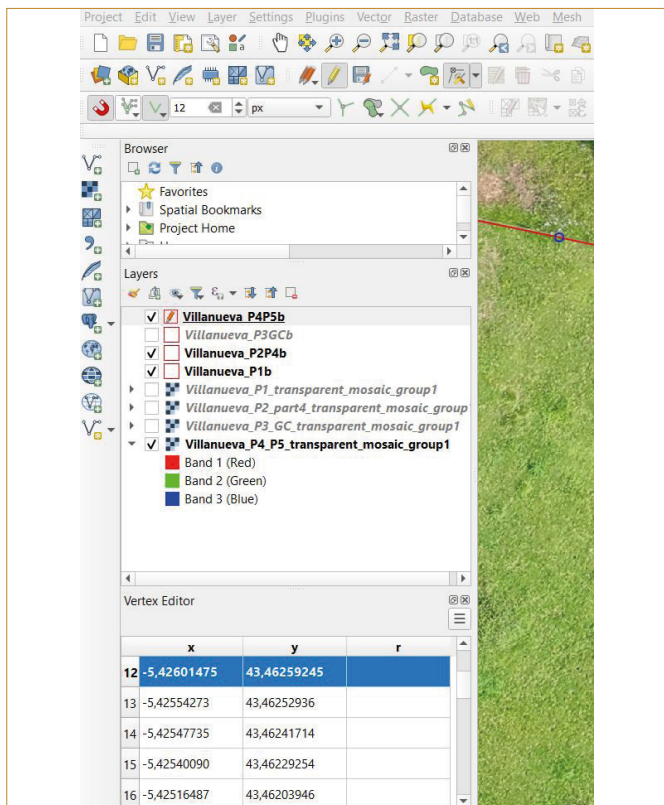 Project Edit View Layer Settings Plugins Vector Raster Database Web Mesh
12 px
Browser
Favorites
Spatial Bookmarks
Project Home
Layers
Villanueva_P4P5b
Villanueva_P3GCb
Villanueva_P2P4b
Villanueva_P1b
Villanueva_P1_transparent_mosaic_group1
Villanueva_P2_part4_transparent_mosaic_group
Villanueva_P3_GC_transparent_mosaic_group1
Villanueva_P4_P5_transparent_mosaic_group1
Band 1 (Red)
Band 2 (Green)
Band 3 (Blue)
Vertex Editor
x y r
12 -5,42601475 43,46259245
13 -5,42554273 43,46252936
14 -5,42547735 43,46241714
15 -5,42540090 43,46229254
16 -5,42516487 43,46203946